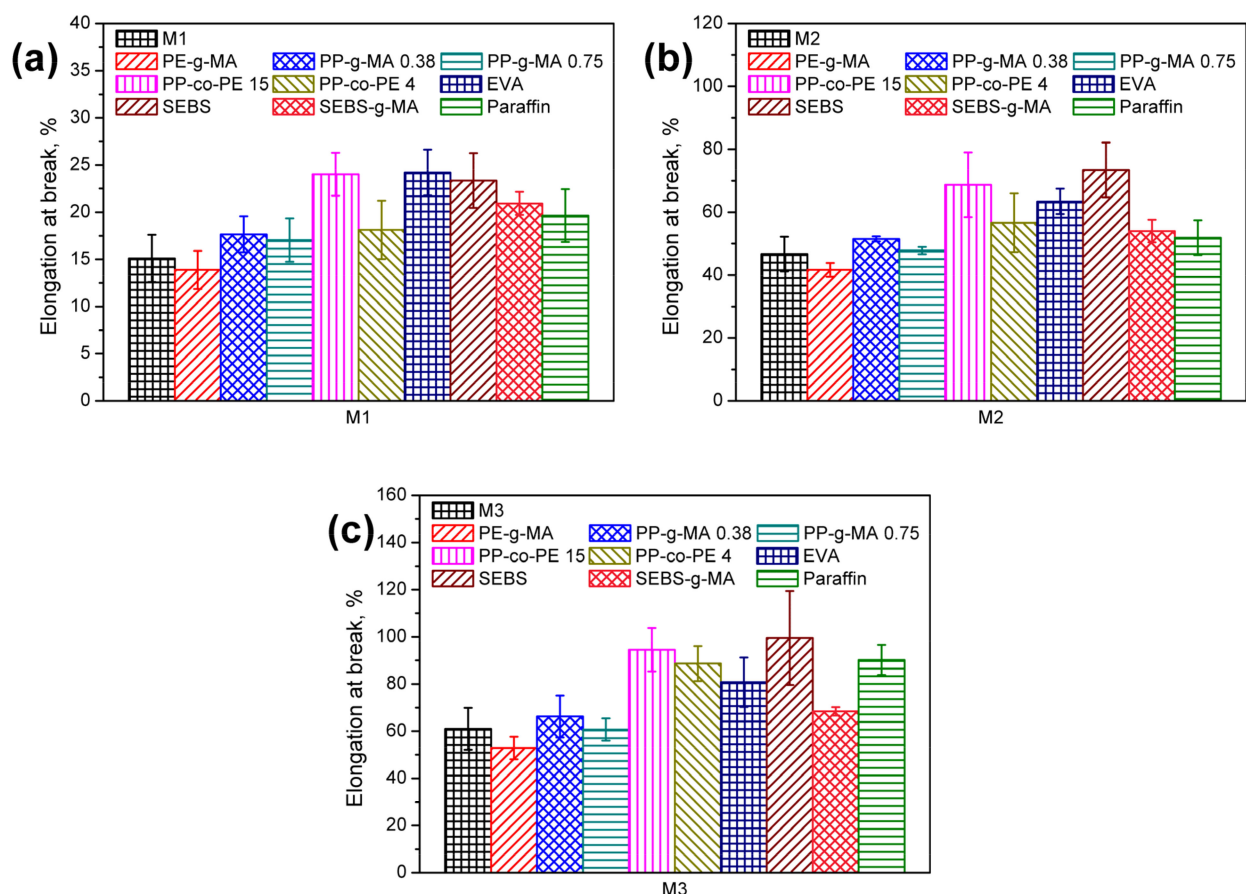 (a)
40
35
30
25
20
15
10
5
0
Elongation at break, %
M1
PE-g-MA PP-g-MA 0.38 PP-g-MA 0.75
PP-co-PE 15 PP-co-PE 4 EVA
SEBS SEBS-g-MA Paraffin
M1
(b)
120
100
80
60
40
20
0
Elongation at break, %
M2
PE-g-MA PP-g-MA 0.38 PP-g-MA 0.75
PP-co-PE 15 PP-co-PE 4 EVA
SEBS SEBS-g-MA Paraffin
M2
(c)
160
140
120
100
80
60
40
20
0
Elongation at break, %
M3
PE-g-MA PP-g-MA 0.38 PP-g-MA 0.75
PP-co-PE 15 PP-co-PE 4 EVA
SEBS SEBS-g-MA Paraffin
M3